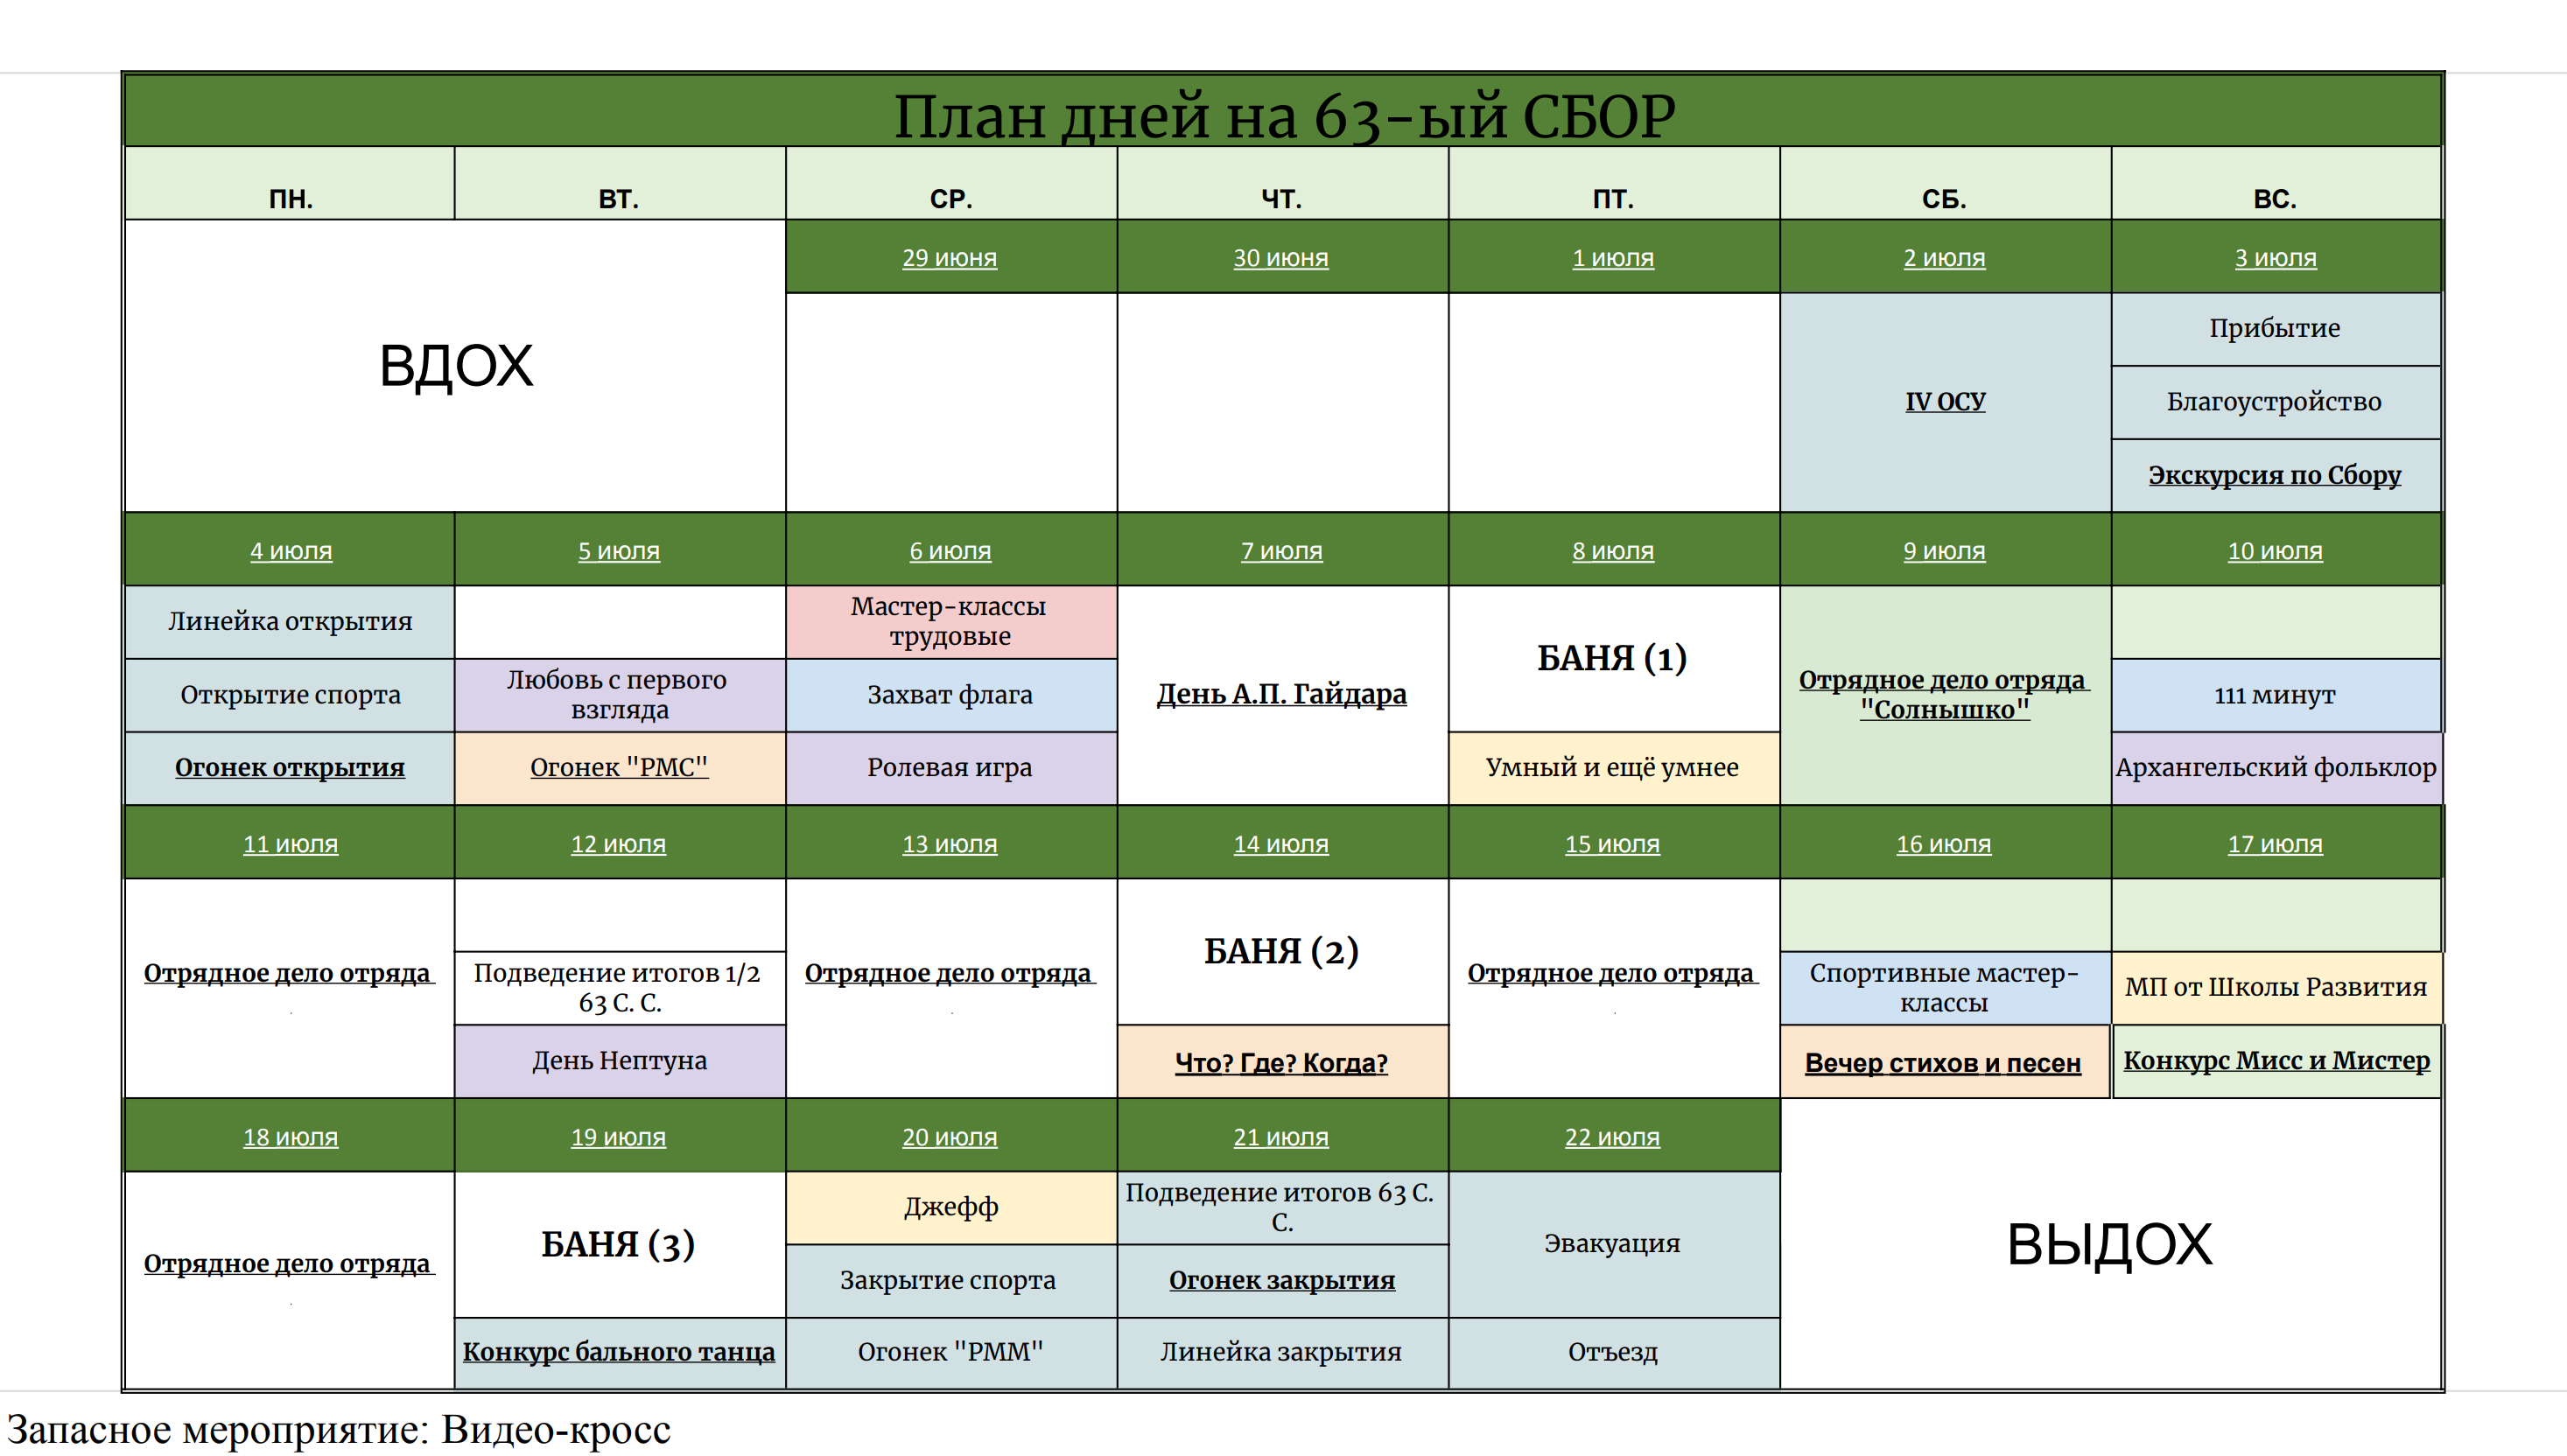 План дней на 63-ый СБОР
ПН. ВТ. СР. ЧТ. ПТ. СБ. ВС.
ВДОХ
29 июня 30 июня 1 июля 2 июля 3 июля
IV ОСУ
Прибытие
Благоустройство
Экскурсия по Сбору
4 июля 5 июля 6 июля 7 июля 8 июля 9 июля 10 июля
Линейка открытия
Открытие спорта
Огонек открытия
Любовь с первого
взгляда
Огонек "РМС"
Мастер-классы
трудовые
Захват флага
Ролевая игра
День А.П. Гайдара
БАНЯ (1)
Умный и ещё умнее
Отрядное дело отряда
"Солнышко"
111 минут
Архангельский фольклор
11 июля 12 июля 13 июля 14 июля 15 июля 16 июля 17 июля
Отрядное дело отряда
.
Подведение итогов 1/2
63 С. С.
День Нептуна
Отрядное дело отряда
.
БАНЯ (2)
Что? Где? Когда?
Отрядное дело отряда
.
Спортивные мастер-
классы
Вечер стихов и песен
МП от Школы Развития
Конкурс Мисс и Мистер
18 июля 19 июля 20 июля 21 июля 22 июля
Отрядное дело отряда
.
БАНЯ (3)
Конкурс бального танца
Джефф
Закрытие спорта
Огонек "РММ"
Подведение итогов 63 С.
С.
Огонек закрытия
Линейка закрытия
Эвакуация
Отъезд
ВЫДОХ
Запасное мероприятие: Видео-кросс